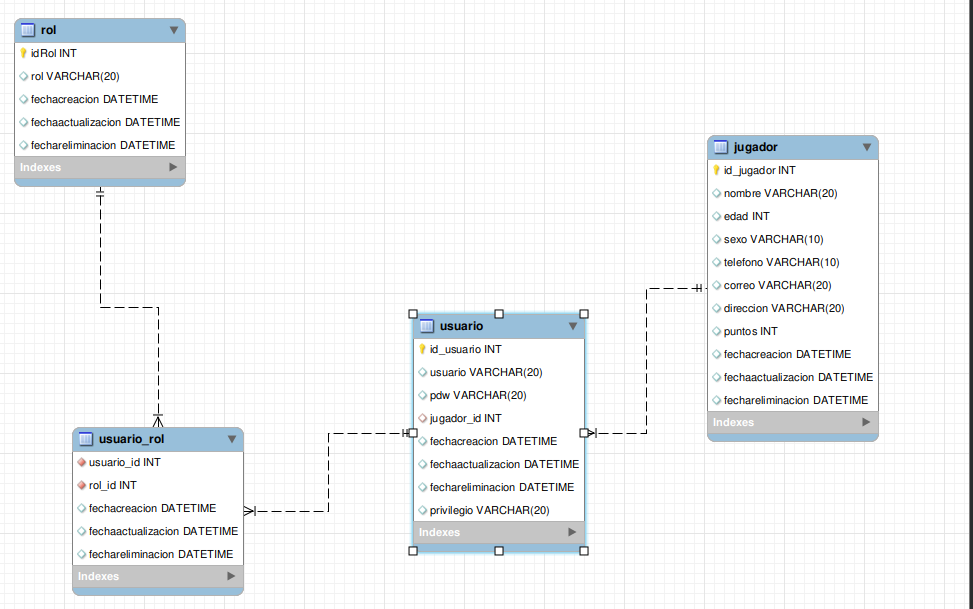 rol
idRol INT
rol VARCHAR(20)
fechacreacion DATETIME
fechaactualizacion DATETIME
fechareliminacion DATETIME
Indexes
jugador
id_jugador INT
nombre VARCHAR(20)
edad INT
sexo VARCHAR(10)
telefono VARCHAR(10)
correo VARCHAR(20)
direccion VARCHAR(20)
puntos INT
fechacreacion DATETIME
fechaactualizacion DATETIME
fechareliminacion DATETIME
Indexes
usuario
id_usuario INT
usuario VARCHAR(20)
pdw VARCHAR(20)
jugador_id INT
fechacreacion DATETIME
fechaactualizacion DATETIME
fechareliminacion DATETIME
privilegio VARCHAR(20)
Indexes
usuario_rol
usuario_id INT
rol_id INT
fechacreacion DATETIME
fechaactualizacion DATETIME
fechareliminacion DATETIME
Indexes